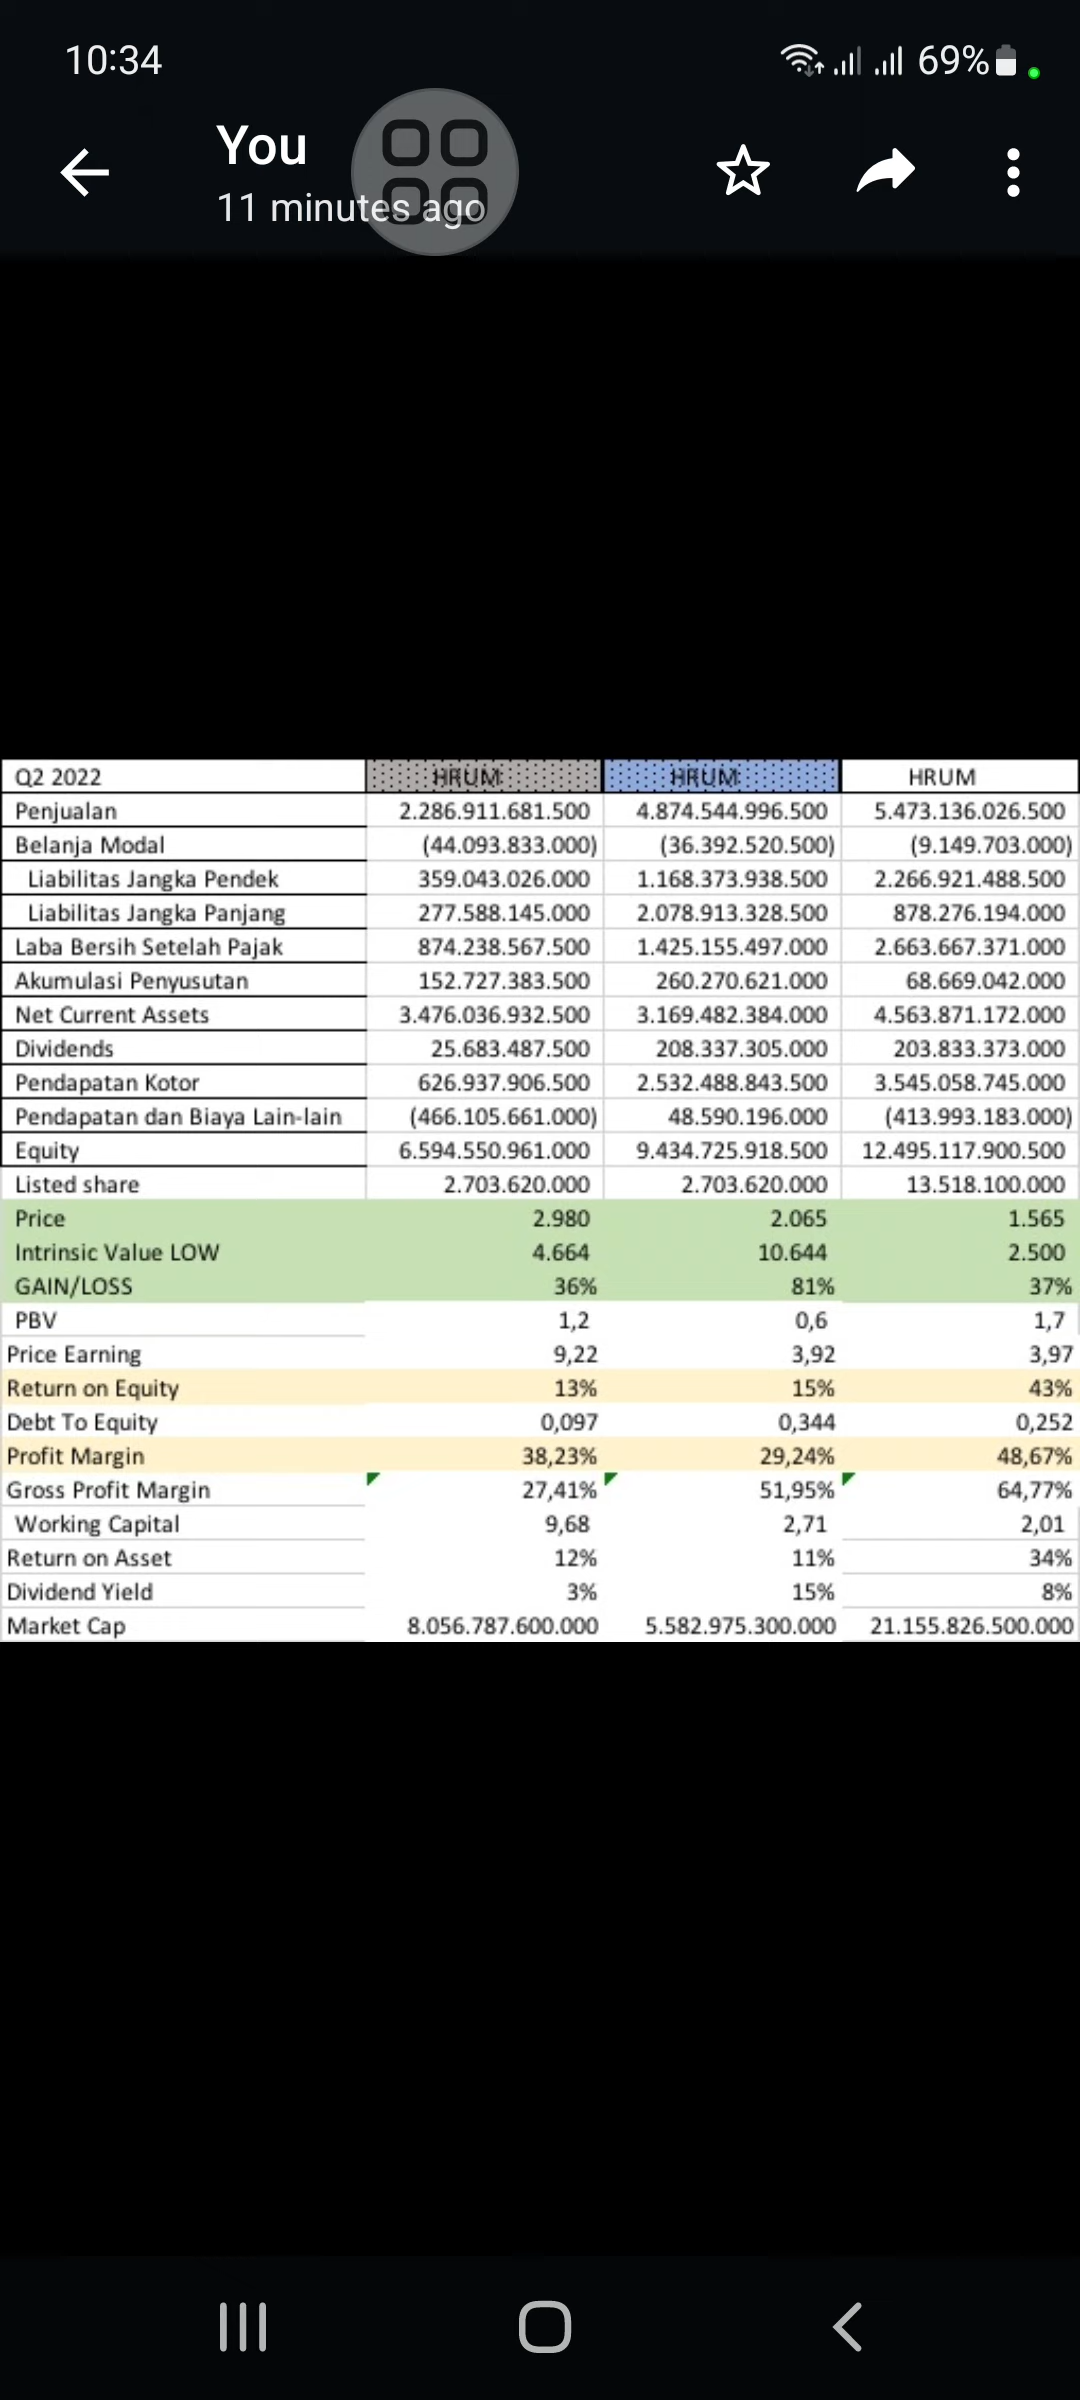 10:34
69%
You
11 minutes ago
Q2 2022 HRUM HRUM HRUM
Penjualan 2.286.911.681.500 4.874.544.996.500 5.473.136.026.500
Belanja Modal (44.093.833.000) (36.392.520.500) (9.149.703.000)
Liabilitas Jangka Pendek 359.043.026.000 1.168.373.938.500 2.266.921.488.500
Liabilitas Jangka Panjang 277.588.145.000 2.078.913.328.500 878.276.194.000
Laba Bersih Setelah Pajak 874.238.567.500 1.425.155.497.000 2.663.667.371.000
Akumulasi Penyusutan 152.727.383.500 260.270.621.000 68.669.042.000
Net Current Assets 3.476.036.932.500 3.169.482.384.000 4.563.871.172.000
Dividends 25.683.487.500 208.337.305.000 203.833.373.000
Pendapatan Kotor 626.937.906.500 2.532.488.843.500 3.545.058.745.000
Pendapatan dan Biaya Lain-lain (466.105.661.000) 48.590.196.000 (413.993.183.000)
Equity 6.594.550.961.000 9.434.725.918.500 12.495.117.900.500
Listed share 2.703.620.000 2.703.620.000 13.518.100.000
Price 2.980 2.065 1.565
Intrinsic Value LOW 4.664 10.644 2.500
GAIN/LOSS 36% 81% 37%
PBV 1,2 0,6 1,7
Price Earning 9,22 3,92 3,97
Return on Equity 13% 15% 43%
Debt To Equity 0,097 0,344 0,252
Profit Margin 38,23% 29,24% 48,67%
Gross Profit Margin 27,41% 51,95% 64,77%
Working Capital 9,68 2,71 2,01
Return on Asset 12% 11% 34%
Dividend Yield 3% 15% 8%
Market Cap 8.056.787.600.000 5.582.975.300.000 21.155.826.500.000